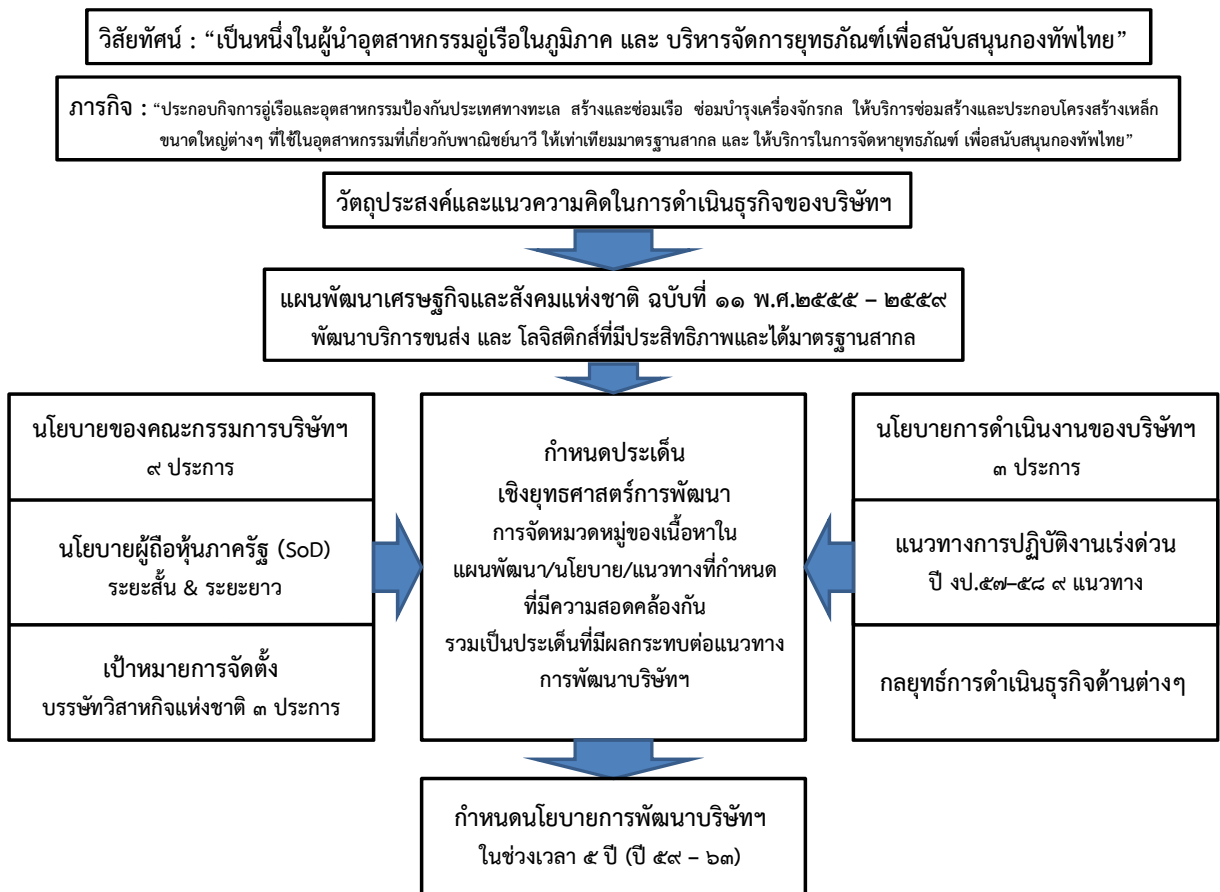 วิสัยทัศน์ : “เป็นหนึ่งในผู้นำอุตสาหกรรมอู่เรือในภูมิภาค และ บริหารจัดการยุทธภัณฑ์เพื่อสนับสนุนกองทัพไทย”
ภารกิจ : “ประกอบกิจการอู่เรือและอุตสาหกรรมป้องกันประเทศทางทะเล สร้างและซ่อมเรือ ซ่อมบำรุงเครื่องจักรกล ให้บริการซ่อมสร้างและประกอบโครงสร้างเหล็ก
ขนาดใหญ่ต่างๆ ที่ใช้ในอุตสาหกรรมที่เกี่ยวกับพาณิชย์นาวี ให้เท่าเทียมมาตรฐานสากล และ ให้บริการในการจัดหายุทธภัณฑ์ เพื่อสนับสนุนกองทัพไทย”
วัตถุประสงค์และแนวความคิดในการดำเนินธุรกิจของบริษัทฯ
แผนพัฒนาเศรษฐกิจและสังคมแห่งชาติ ฉบับที่ ๑๑ พ.ศ.๒๕๕๕ – ๒๕๕๙
พัฒนาบริการขนส่ง และ โลจิสติกส์ที่มีประสิทธิภาพและได้มาตรฐานสากล
นโยบายของคณะกรรมการบริษัทฯ
๙ ประการ
นโยบายผู้ถือหุ้นภาครัฐ (SoD)
ระยะสั้น & ระยะยาว
เป้าหมายการจัดตั้ง
บรรษัทวิสาหกิจแห่งชาติ ๓ ประการ
กำหนดประเด็น
เชิงยุทธศาสตร์การพัฒนา
การจัดหมวดหมู่ของเนื้อหาใน
แผนพัฒนา/นโยบาย/แนวทางที่กำหนด
ที่มีความสอดคล้องกัน
รวมเป็นประเด็นที่มีผลกระทบต่อแนวทาง
การพัฒนาบริษัทฯ
นโยบายการดำเนินงานของบริษัทฯ
๓ ประการ
แนวทางการปฏิบัติงานเร่งด่วน
ปี งป.๕๗–๕๘ ๙ แนวทาง
กลยุทธ์การดำเนินธุรกิจด้านต่างๆ
กำหนดนโยบายการพัฒนาบริษัทฯ
ในช่วงเวลา ๕ ปี (ปี ๕๙ – ๖๓)